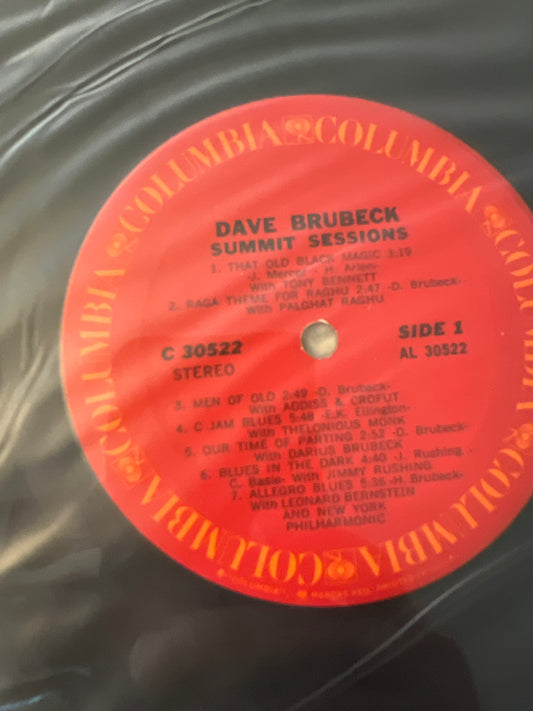 COLUMBIA COLUMBIA COLUMBIA COLUMBIA COLUMBIA COLUMBIA
DAVE BRUBECK
SUMMIT SESSIONS
1. THAT OLD BLACK MAGIC 3:19
-J. Mercer - H. Arlen-
With TONY BENNETT
2. RAGA THEME FOR RAGHU 2:47 -D. Brubeck-
With PALGHAT RAGHU
C 30522
STEREO
SIDE 1
AL 30522
3. MEN OF OLD 2:49 -D. Brubeck-
With ADDISS & CROFUT
4. C JAM BLUES 5:48 -E.K. Ellington-
With THELONIOUS MONK
5. OUR TIME OF PARTING 2:52 -D. Brubeck-
With DARIUS BRUBECK
6. BLUES IN THE DARK 4:40 -J. Rushing,
C. Basie- With JIMMY RUSHING
7. ALLEGRO BLUES 5:36 -H. Brubeck-
With LEONARD BERNSTEIN
AND NEW YORK
PHILHARMONIC